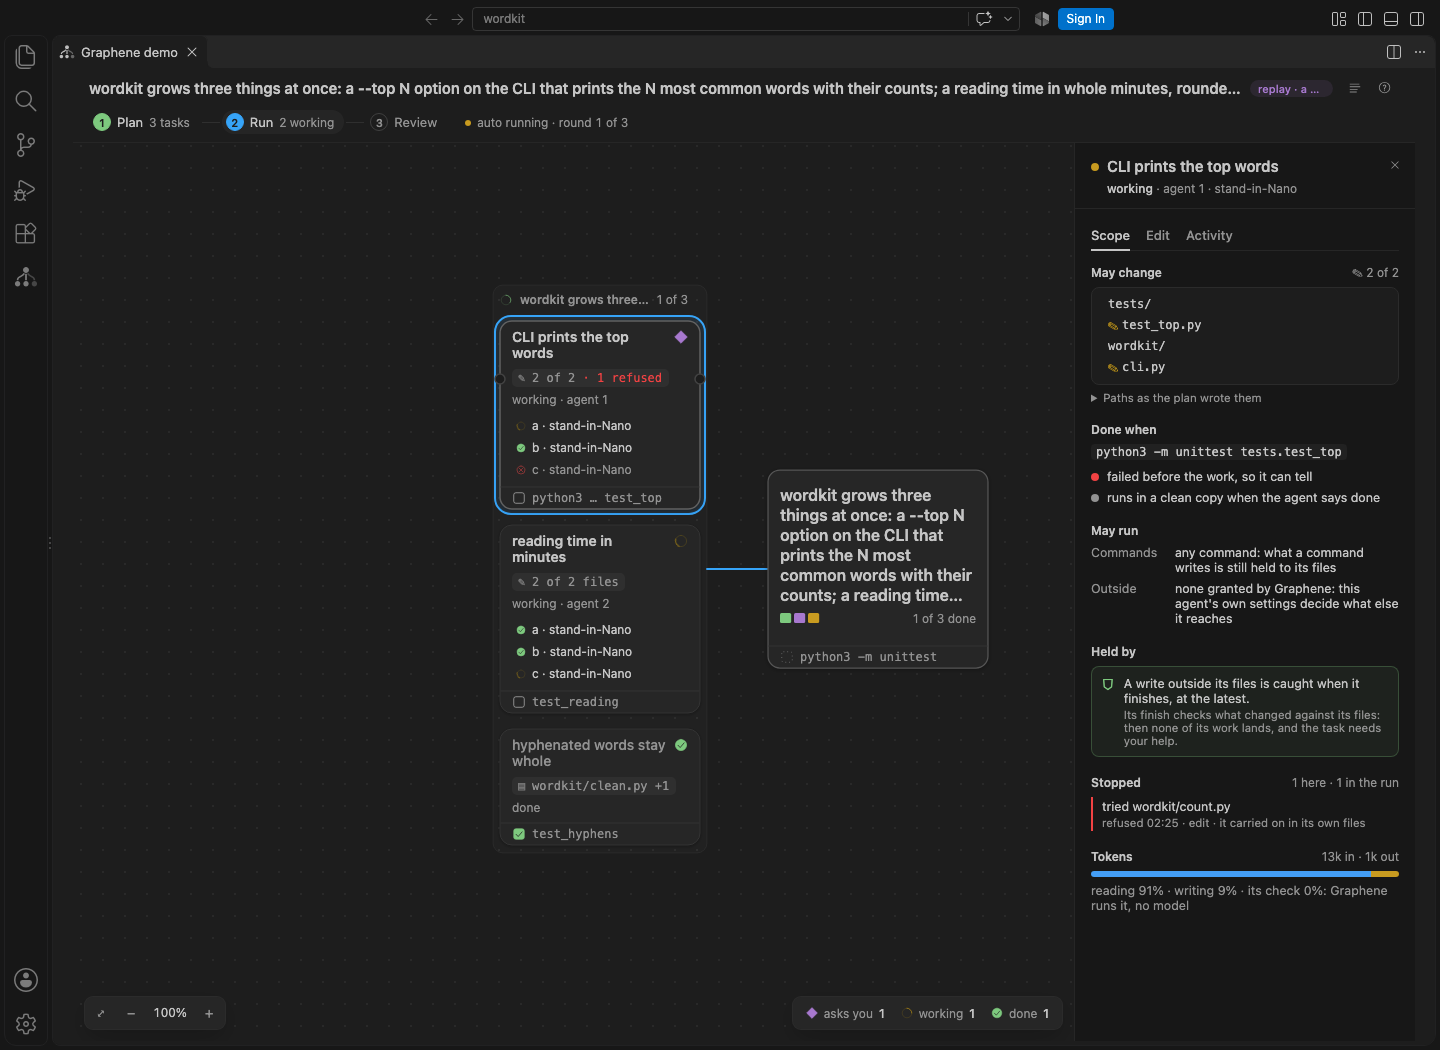 wordkit
Sign In
Graphene demo
wordkit grows three things at once: a --top N option on the CLI that prints the N most common words with their counts; a reading time in whole minutes, rounde...
replay · a ...
1 Plan 3 tasks
2 Run 2 working
3 Review
auto running · round 1 of 3
wordkit grows three... 1 of 3
CLI prints the top
words
2 of 2 · 1 refused
working · agent 1
a · stand-in-Nano
b · stand-in-Nano
c · stand-in-Nano
python3 … test_top
reading time in
minutes
2 of 2 files
working · agent 2
a · stand-in-Nano
b · stand-in-Nano
c · stand-in-Nano
test_reading
hyphenated words stay
whole
wordkit/clean.py +1
done
test_hyphens
wordkit grows three
things at once: a --top N
option on the CLI that
prints the N most
common words with their
counts; a reading time...
1 of 3 done
python3 -m unittest
CLI prints the top words
working · agent 1 · stand-in-Nano
Scope Edit Activity
May change
2 of 2
tests/
test_top.py
wordkit/
cli.py
Paths as the plan wrote them
Done when
python3 -m unittest tests.test_top
failed before the work, so it can tell
runs in a clean copy when the agent says done
May run
Commands
any command: what a command
writes is still held to its files
Outside
none granted by Graphene: this
agent's own settings decide what else
it reaches
Held by
A write outside its files is caught when it
finishes, at the latest.
Its finish checks what changed against its files:
then none of its work lands, and the task needs
your help.
Stopped
1 here · 1 in the run
tried wordkit/count.py
refused 02:25 · edit · it carried on in its own files
Tokens
13k in · 1k out
reading 91% · writing 9% · its check 0%: Graphene
runs it, no model
100%
asks you 1
working 1
done 1